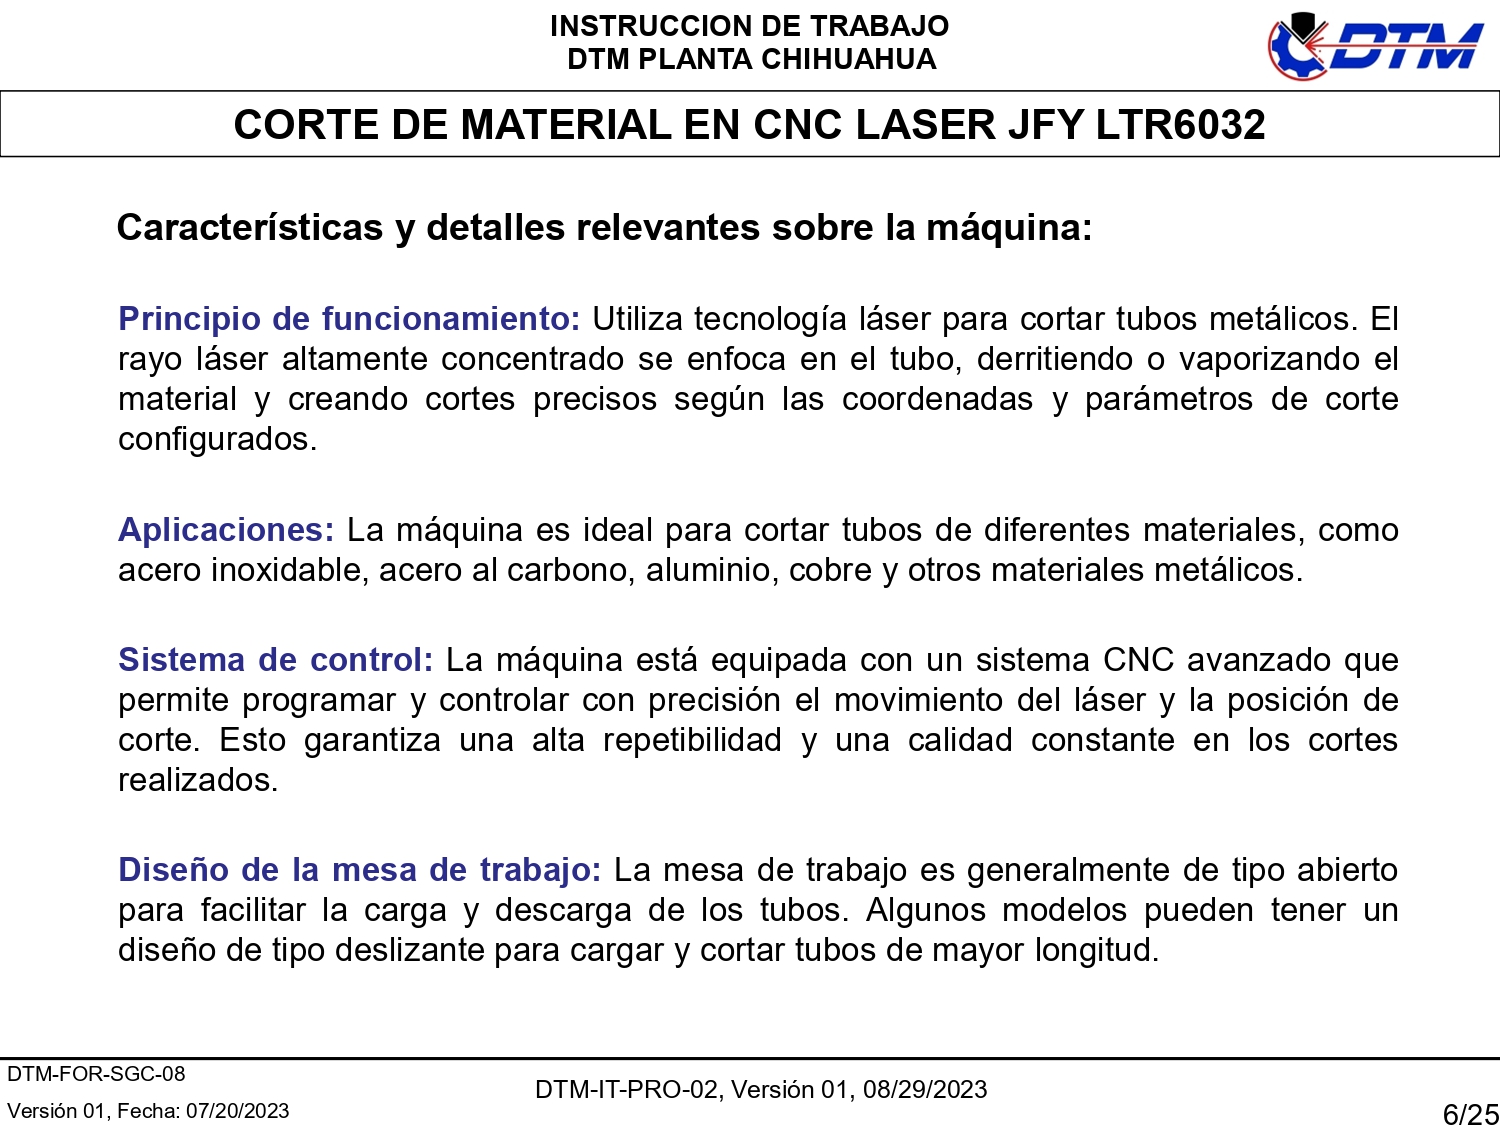 INSTRUCCION DE TRABAJO
DTM PLANTA CHIHUAHUA
DTM
CORTE DE MATERIAL EN CNC LASER JFY LTR6032
Características y detalles relevantes sobre la máquina:
Principio de funcionamiento: Utiliza tecnología láser para cortar tubos metálicos. El
rayo láser altamente concentrado se enfoca en el tubo, derritiendo o vaporizando el
material y creando cortes precisos según las coordenadas y parámetros de corte
configurados.
Aplicaciones: La máquina es ideal para cortar tubos de diferentes materiales, como
acero inoxidable, acero al carbono, aluminio, cobre y otros materiales metálicos.
Sistema de control: La máquina está equipada con un sistema CNC avanzado que
permite programar y controlar con precisión el movimiento del láser y la posición de
corte. Esto garantiza una alta repetibilidad y una calidad constante en los cortes
realizados.
Diseño de la mesa de trabajo: La mesa de trabajo es generalmente de tipo abierto
para facilitar la carga y descarga de los tubos. Algunos modelos pueden tener un
diseño de tipo deslizante para cargar y cortar tubos de mayor longitud.
DTM-FOR-SGC-08
Versión 01, Fecha: 07/20/2023
DTM-IT-PRO-02, Versión 01, 08/29/2023
6/25